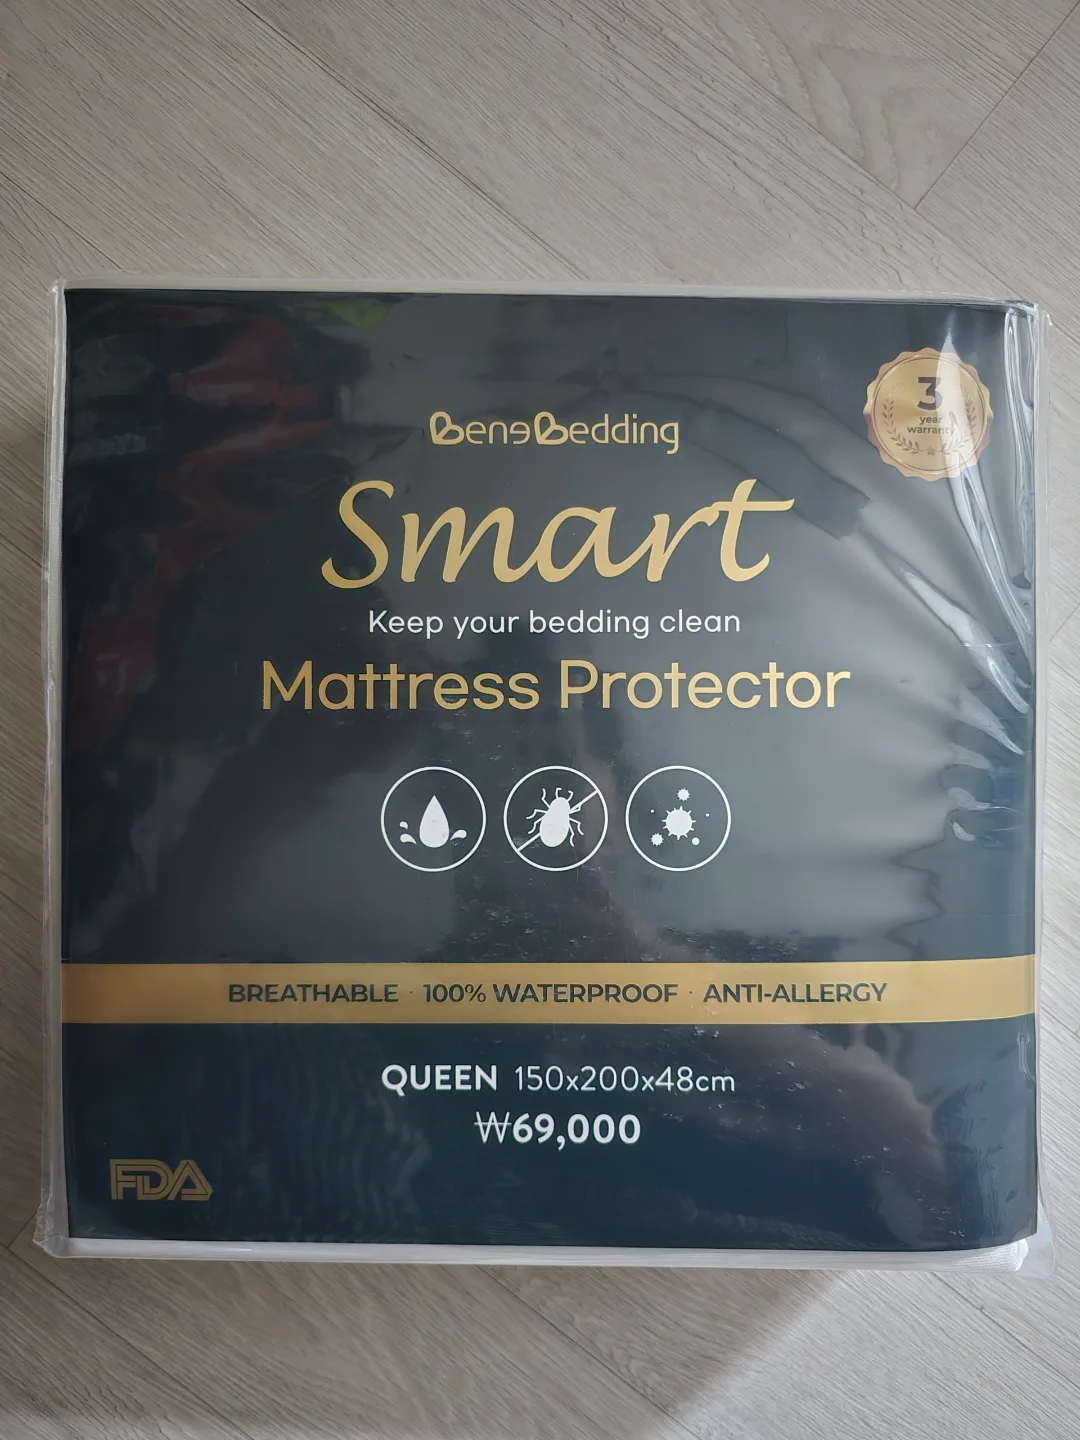 BeneBedding
3
year
warranty
Smart
Keep your bedding clean
Mattress Protector
BREATHABLE · 100% WATERPROOF · ANTI-ALLERGY
QUEEN 150x200x48cm
₩69,000
FDA